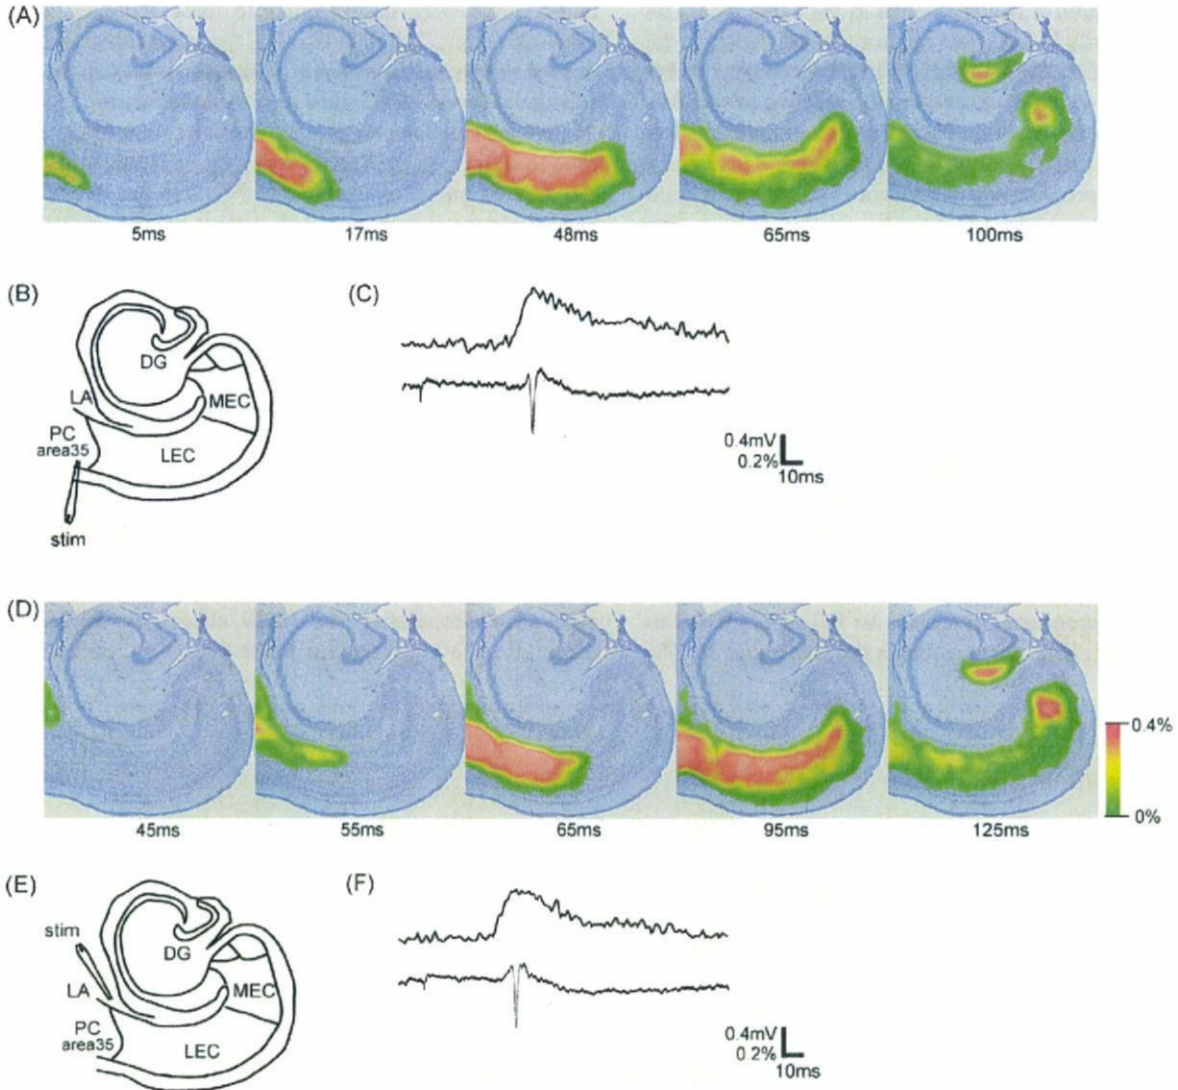 (A)
5ms 17ms 48ms 65ms 100ms
(B)
DG
LA
MEC
PC
area35
LEC
stim
(C)
0.4mV
0.2%
10ms
(D)
0.4%
0%
45ms 55ms 65ms 95ms 125ms
(E)
stim
DG
LA
MEC
PC
area35
LEC
(F)
0.4mV
0.2%
10ms